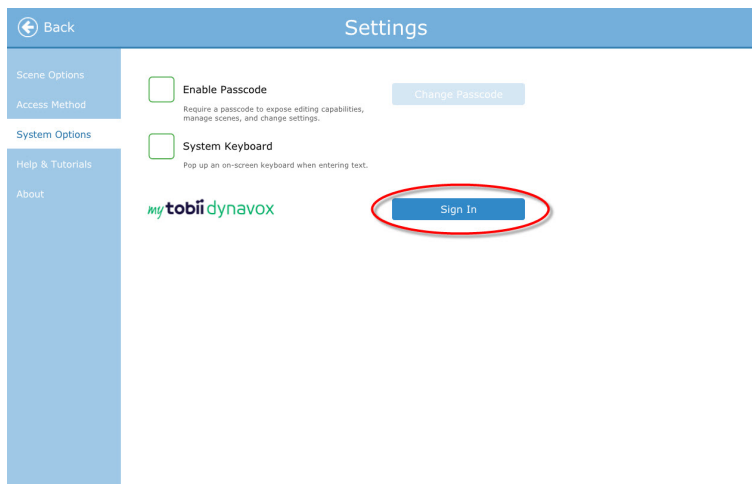 Back
Settings
Scene Options
Access Method
System Options
Help & Tutorials
About
Enable Passcode
Change Passcode
Require a passcode to expose editing capabilities,
manage scenes, and change settings.
System Keyboard
Pop up an on-screen keyboard when entering text.
my tobii dynavox
Sign In